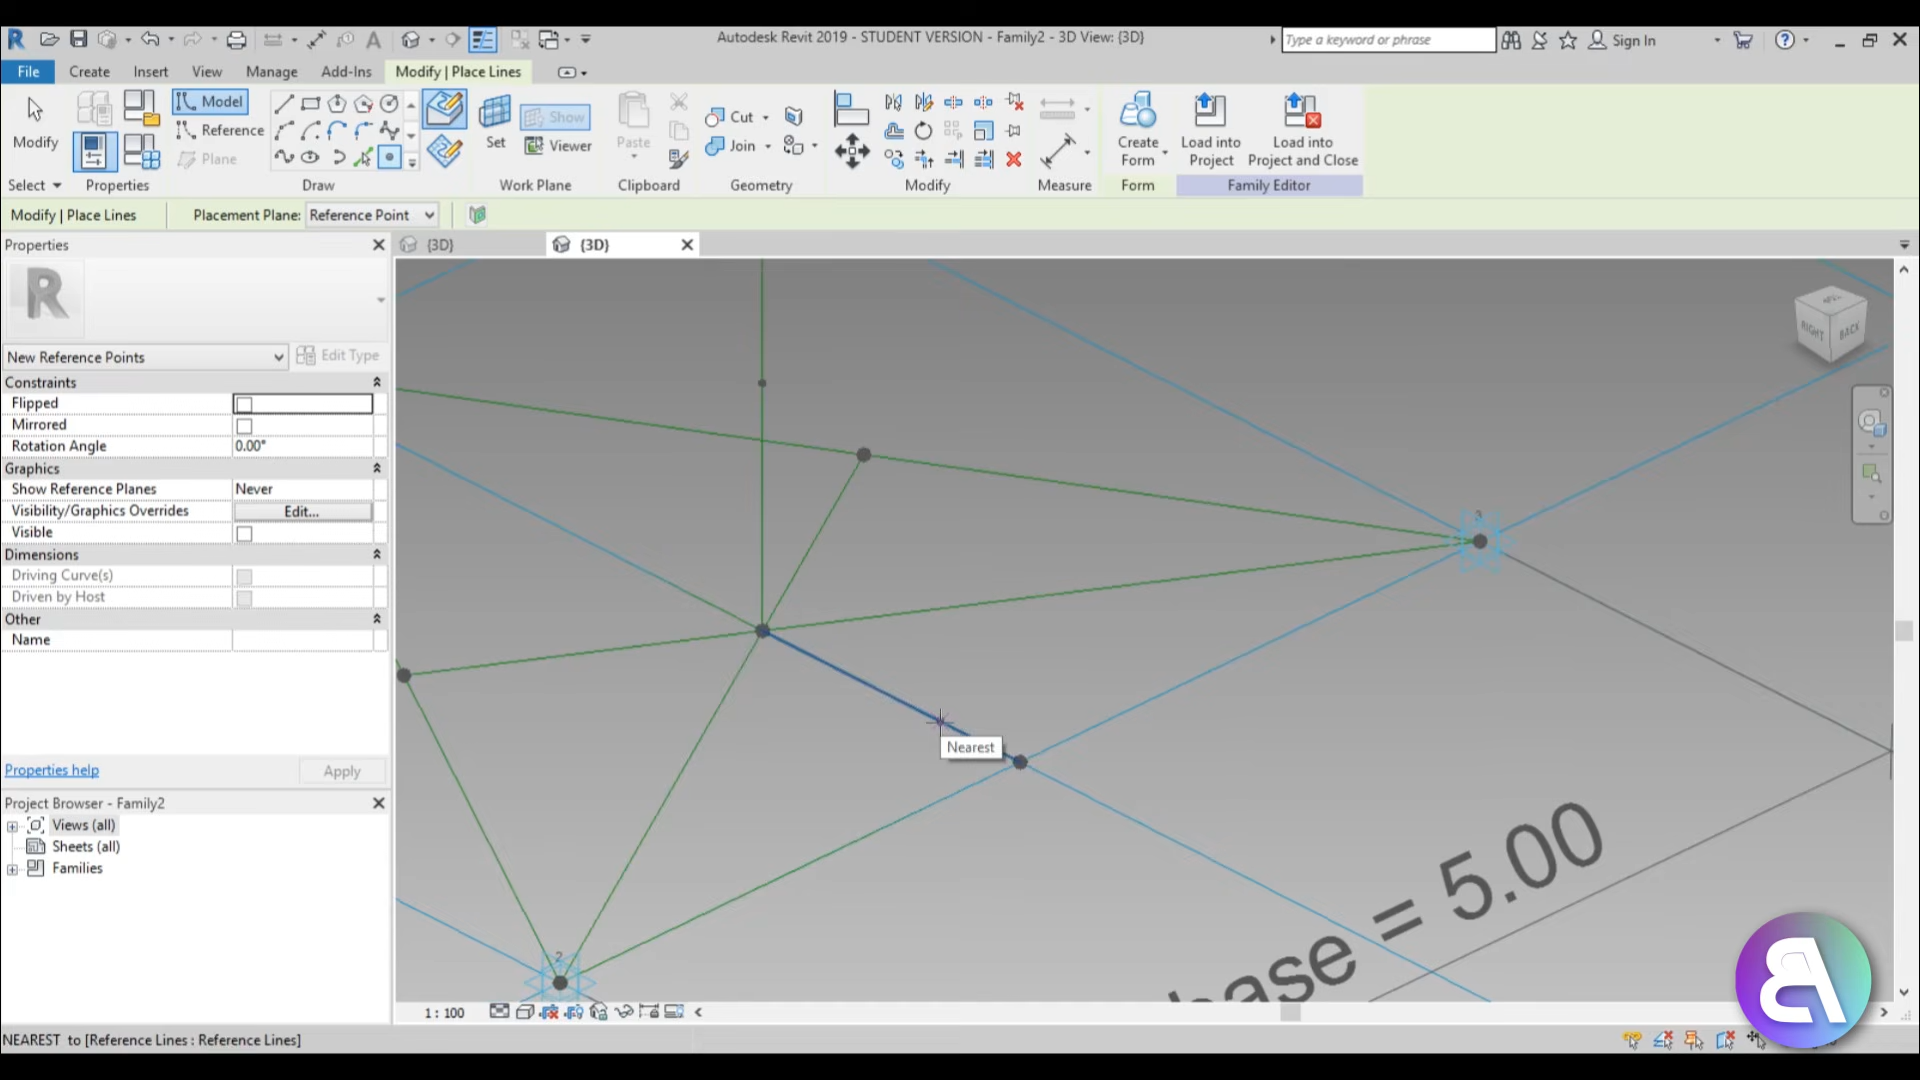 Autodesk Revit 2019 - STUDENT VERSION - Family2 - 3D View: {3D}
Type a keyword or phrase
Sign In
File
Create
Insert
View
Manage
Add-Ins
Modify | Place Lines
Modify
Model
Reference
Plane
Set
Show
Viewer
Paste
Cut
Join
Create Form
Load into Project
Load into Project and Close
Select
Properties
Draw
Work Plane
Clipboard
Geometry
Modify
Measure
Form
Family Editor
Modify | Place Lines
Placement Plane: Reference Point
Properties
{3D}
{3D}
New Reference Points
Edit Type
Constraints
Flipped
Mirrored
Rotation Angle 0.00°
Graphics
Show Reference Planes Never
Visibility/Graphics Overrides Edit...
Visible
Dimensions
Driving Curve(s)
Driven by Host
Other
Name
Properties help
Apply
Project Browser - Family2
Views (all)
Sheets (all)
Families
RIGHT
BACK
3
Nearest
2
base = 5.00
1 : 100
NEAREST to [Reference Lines : Reference Lines]